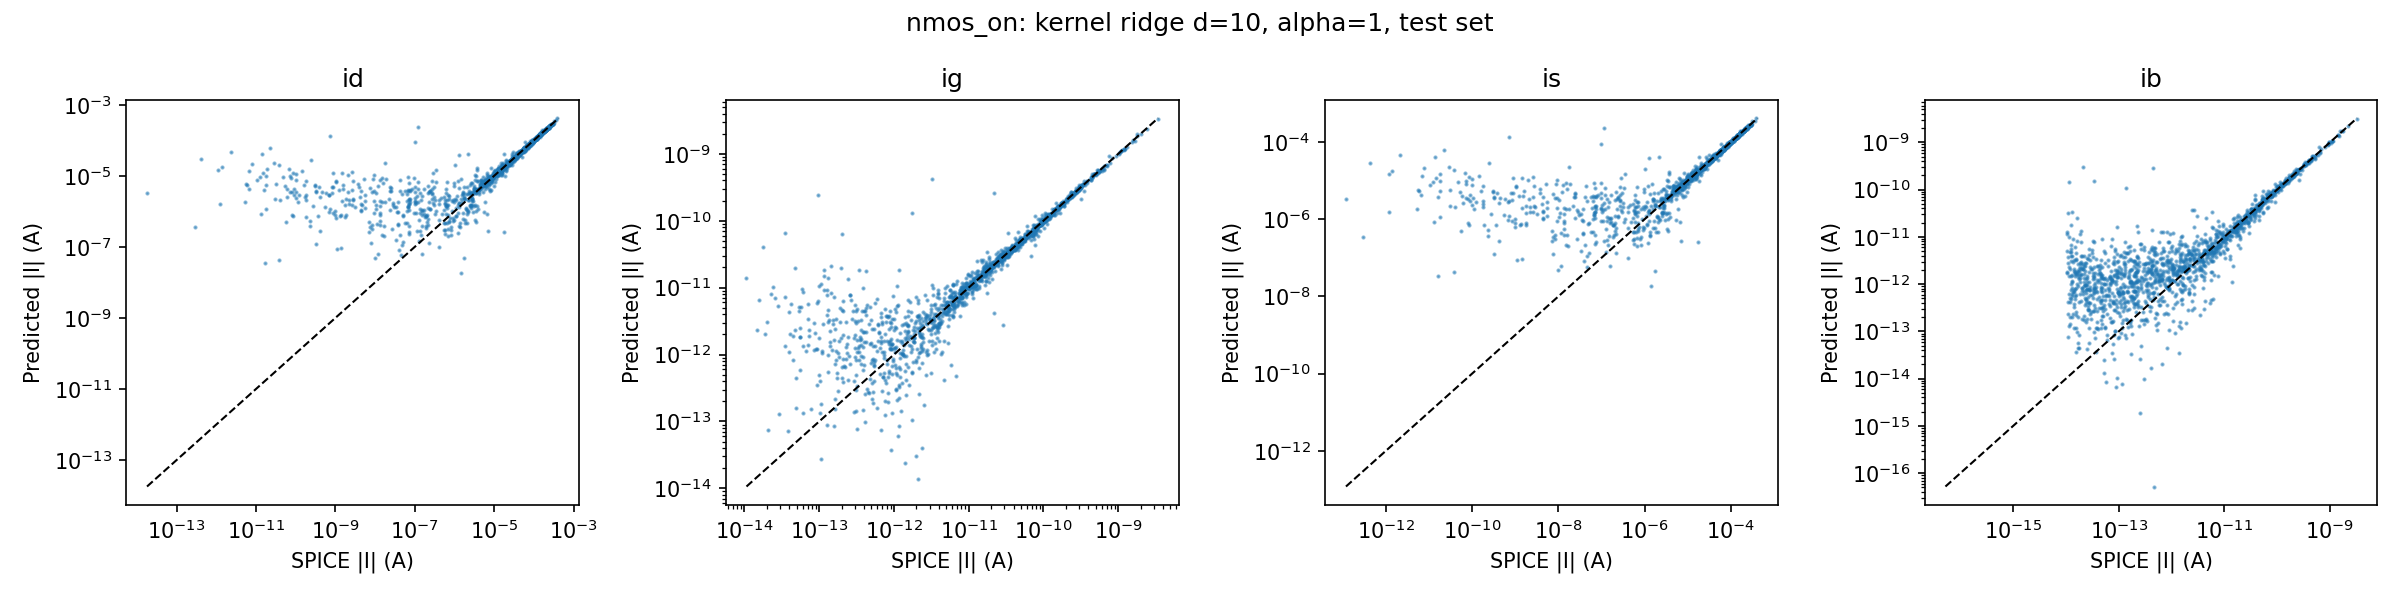 nmos_on: kernel ridge d=10, alpha=1, test set
id
10⁻³
10⁻⁵
10⁻⁷
10⁻⁹
10⁻¹¹
10⁻¹³
Predicted |I| (A)
10⁻¹³ 10⁻¹¹ 10⁻⁹ 10⁻⁷ 10⁻⁵ 10⁻³
SPICE |I| (A)
ig
10⁻⁹
10⁻¹⁰
10⁻¹¹
10⁻¹²
10⁻¹³
10⁻¹⁴
Predicted |I| (A)
10⁻¹⁴ 10⁻¹³ 10⁻¹² 10⁻¹¹ 10⁻¹⁰ 10⁻⁹
SPICE |I| (A)
is
10⁻⁴
10⁻⁶
10⁻⁸
10⁻¹⁰
10⁻¹²
Predicted |I| (A)
10⁻¹² 10⁻¹⁰ 10⁻⁸ 10⁻⁶ 10⁻⁴
SPICE |I| (A)
ib
10⁻⁹
10⁻¹⁰
10⁻¹¹
10⁻¹²
10⁻¹³
10⁻¹⁴
10⁻¹⁵
10⁻¹⁶
Predicted |I| (A)
10⁻¹⁵ 10⁻¹³ 10⁻¹¹ 10⁻⁹
SPICE |I| (A)